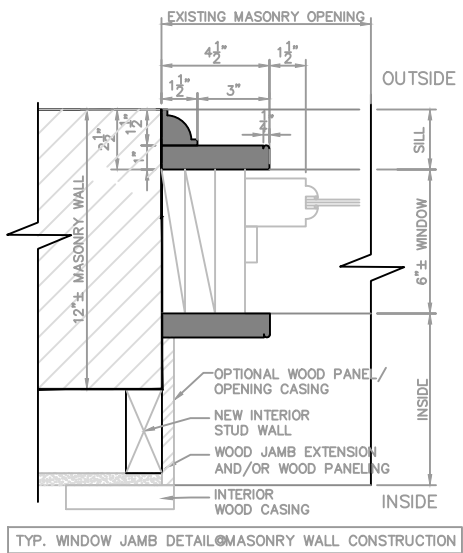 EXISTING MASONRY OPENING
4 1/2" 1 1/2"
OUTSIDE
1 1/2" 3"
1 1/2"
2 1/2"
1"
1/4"
SILL
12"± MASONRY WALL
6"± WINDOW
OPTIONAL WOOD PANEL/
OPENING CASING
NEW INTERIOR
STUD WALL
WOOD JAMB EXTENSION
AND/OR WOOD PANELING
INTERIOR
WOOD CASING
INSIDE
INSIDE
TYP. WINDOW JAMB DETAIL@MASONRY WALL CONSTRUCTION